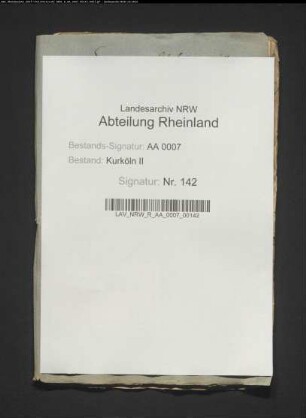 Landesarchiv NRW
Abteilung Rheinland
Bestands-Signatur: AA 0007
Bestand: Kurköln II
Signatur: Nr. 142
LAV_NRW_R_AA_0007_00142